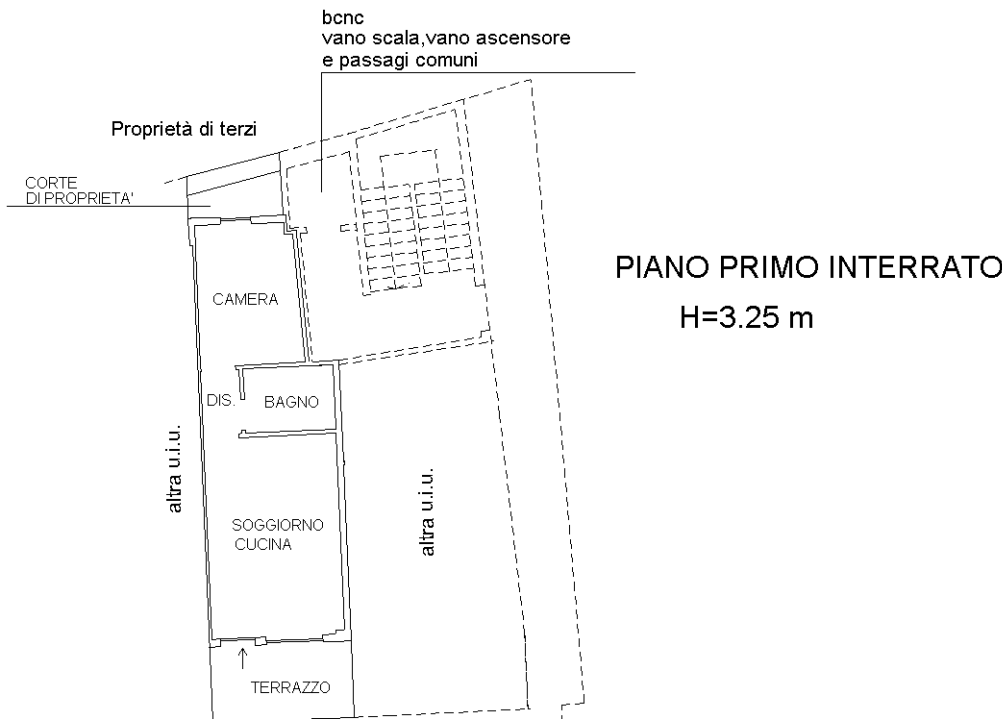 bcnc
vano scala,vano ascensore
e passagi comuni
Proprietà di terzi
CORTE
DI PROPRIETA'
PIANO PRIMO INTERRATO
H=3.25 m
CAMERA
DIS.
BAGNO
altra u.i.u.
altra u.i.u.
SOGGIORNO
CUCINA
TERRAZZO